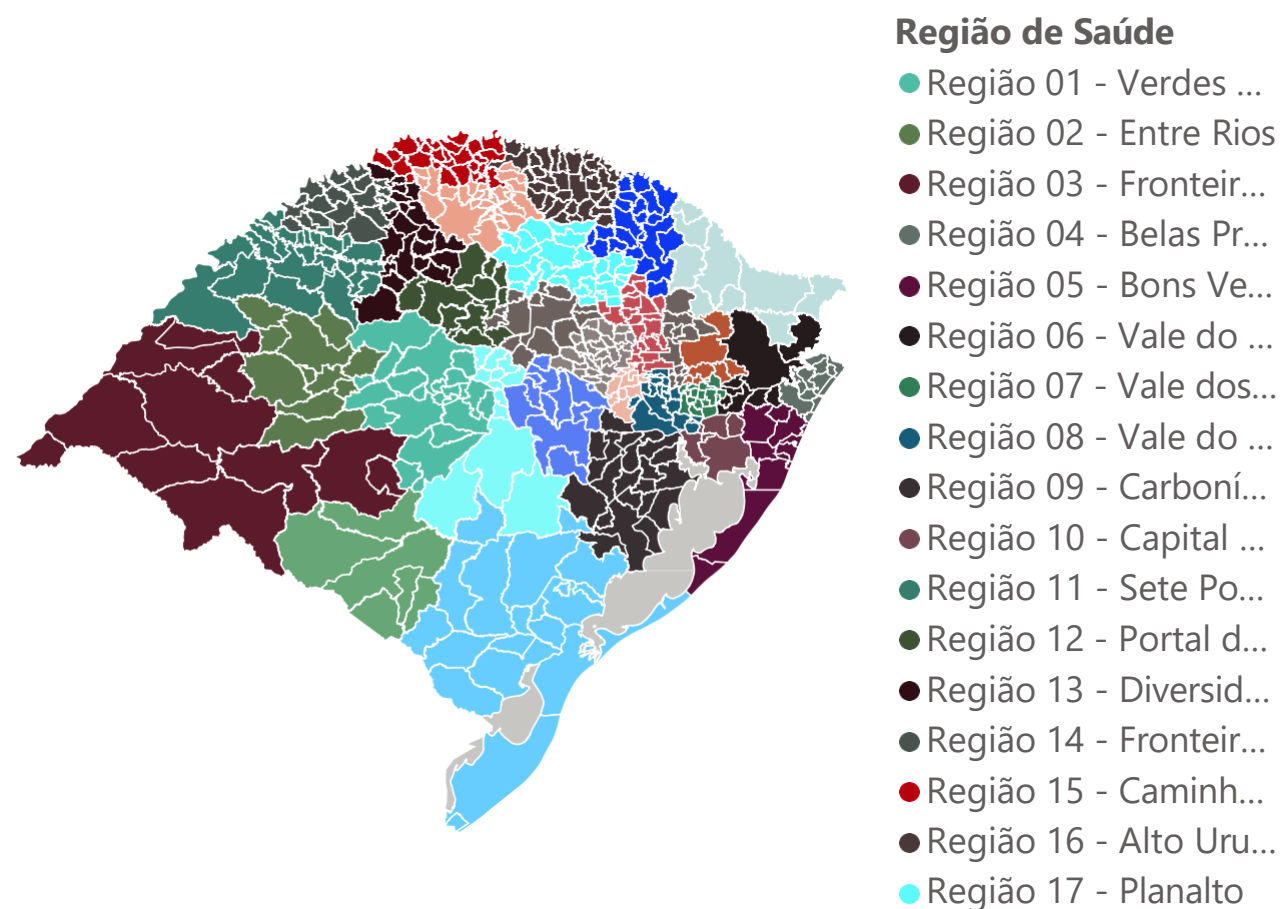 Região de Saúde
Região 01 - Verdes ...
Região 02 - Entre Rios
Região 03 - Fronteir...
Região 04 - Belas Pr...
Região 05 - Bons Ve...
Região 06 - Vale do ...
Região 07 - Vale dos...
Região 08 - Vale do ...
Região 09 - Carboní...
Região 10 - Capital ...
Região 11 - Sete Po...
Região 12 - Portal d...
Região 13 - Diversid...
Região 14 - Fronteir...
Região 15 - Caminh...
Região 16 - Alto Uru...
Região 17 - Planalto